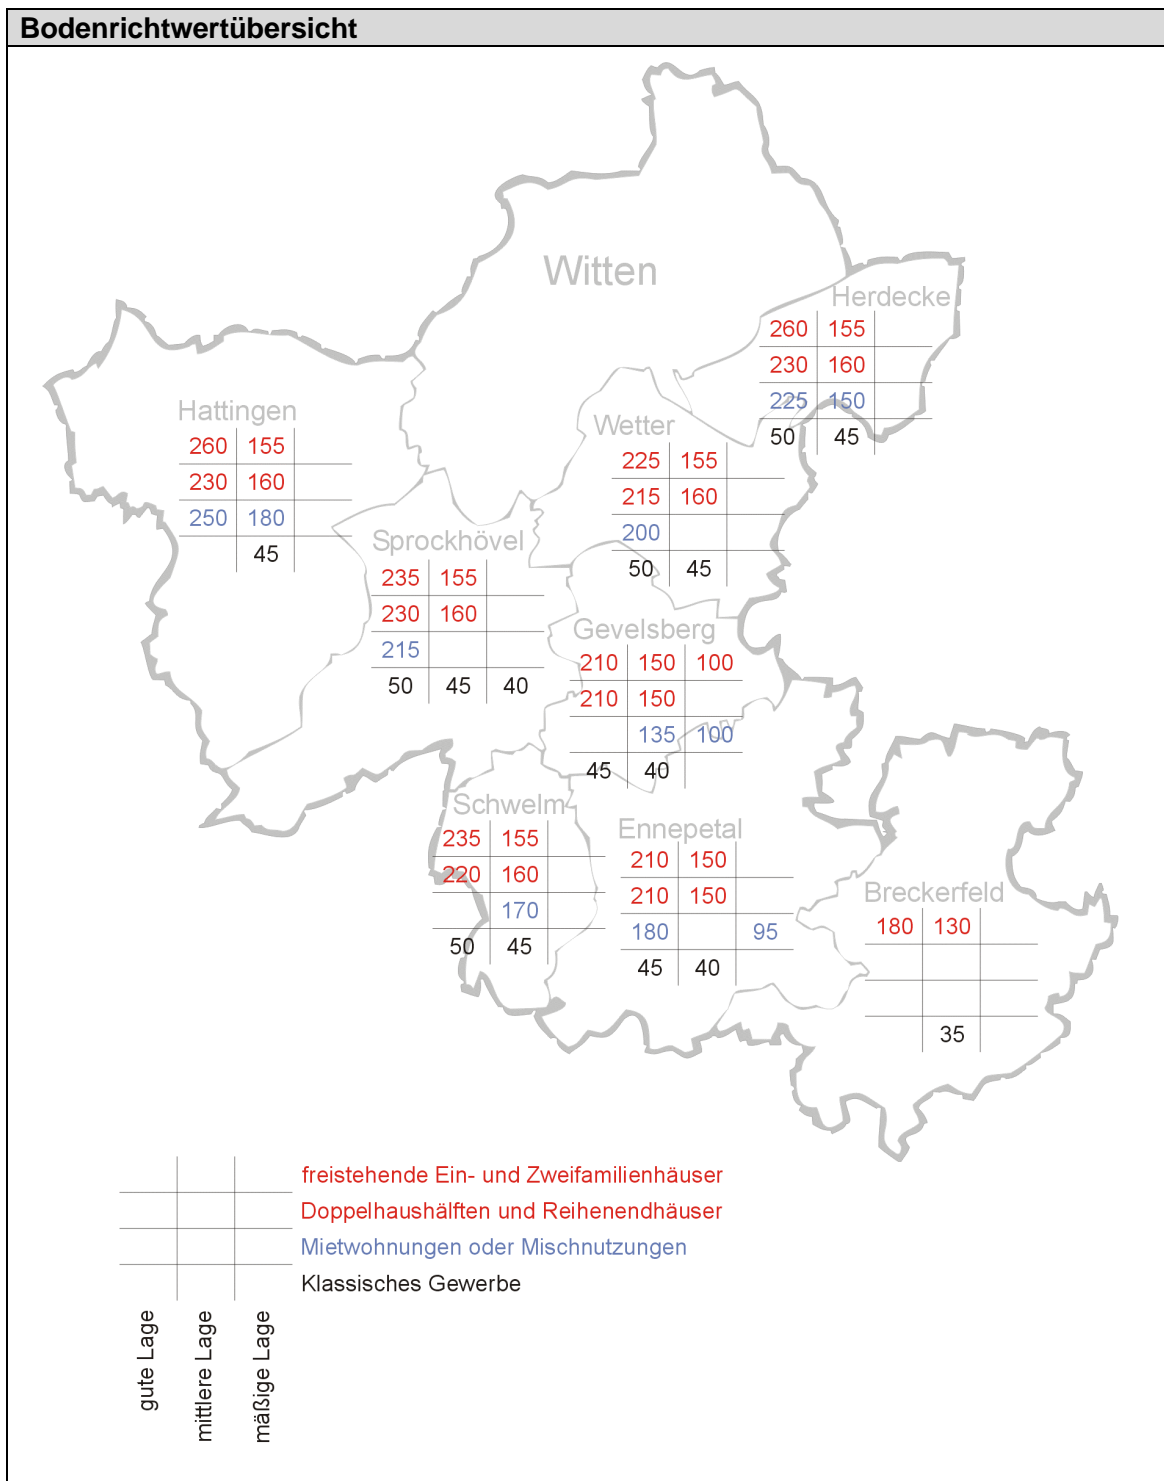 Bodenrichtwertübersicht
Witten
Herdecke
260 155
230 160
225 150
50 45
Hattingen
260 155
230 160
250 180
45
Wetter
225 155
215 160
200
50 45
Sprockhövel
235 155
230 160
215
50 45 40
Gevelsberg
210 150 100
210 150
135 100
45 40
Schwelm
235 155
220 160
170
50 45
Ennepetal
210 150
210 150
180 95
45 40
Breckerfeld
180 130
35
freistehende Ein- und Zweifamilienhäuser
Doppelhaushälften und Reihenendhäuser
Mietwohnungen oder Mischnutzungen
Klassisches Gewerbe
gute Lage
mittlere Lage
mäßige Lage